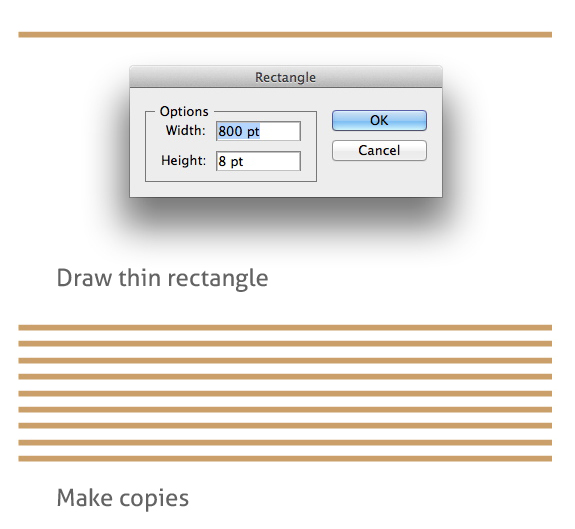 Rectangle
Options
Width: 800 pt
OK
Height: 8 pt
Cancel
Draw thin rectangle
Make copies